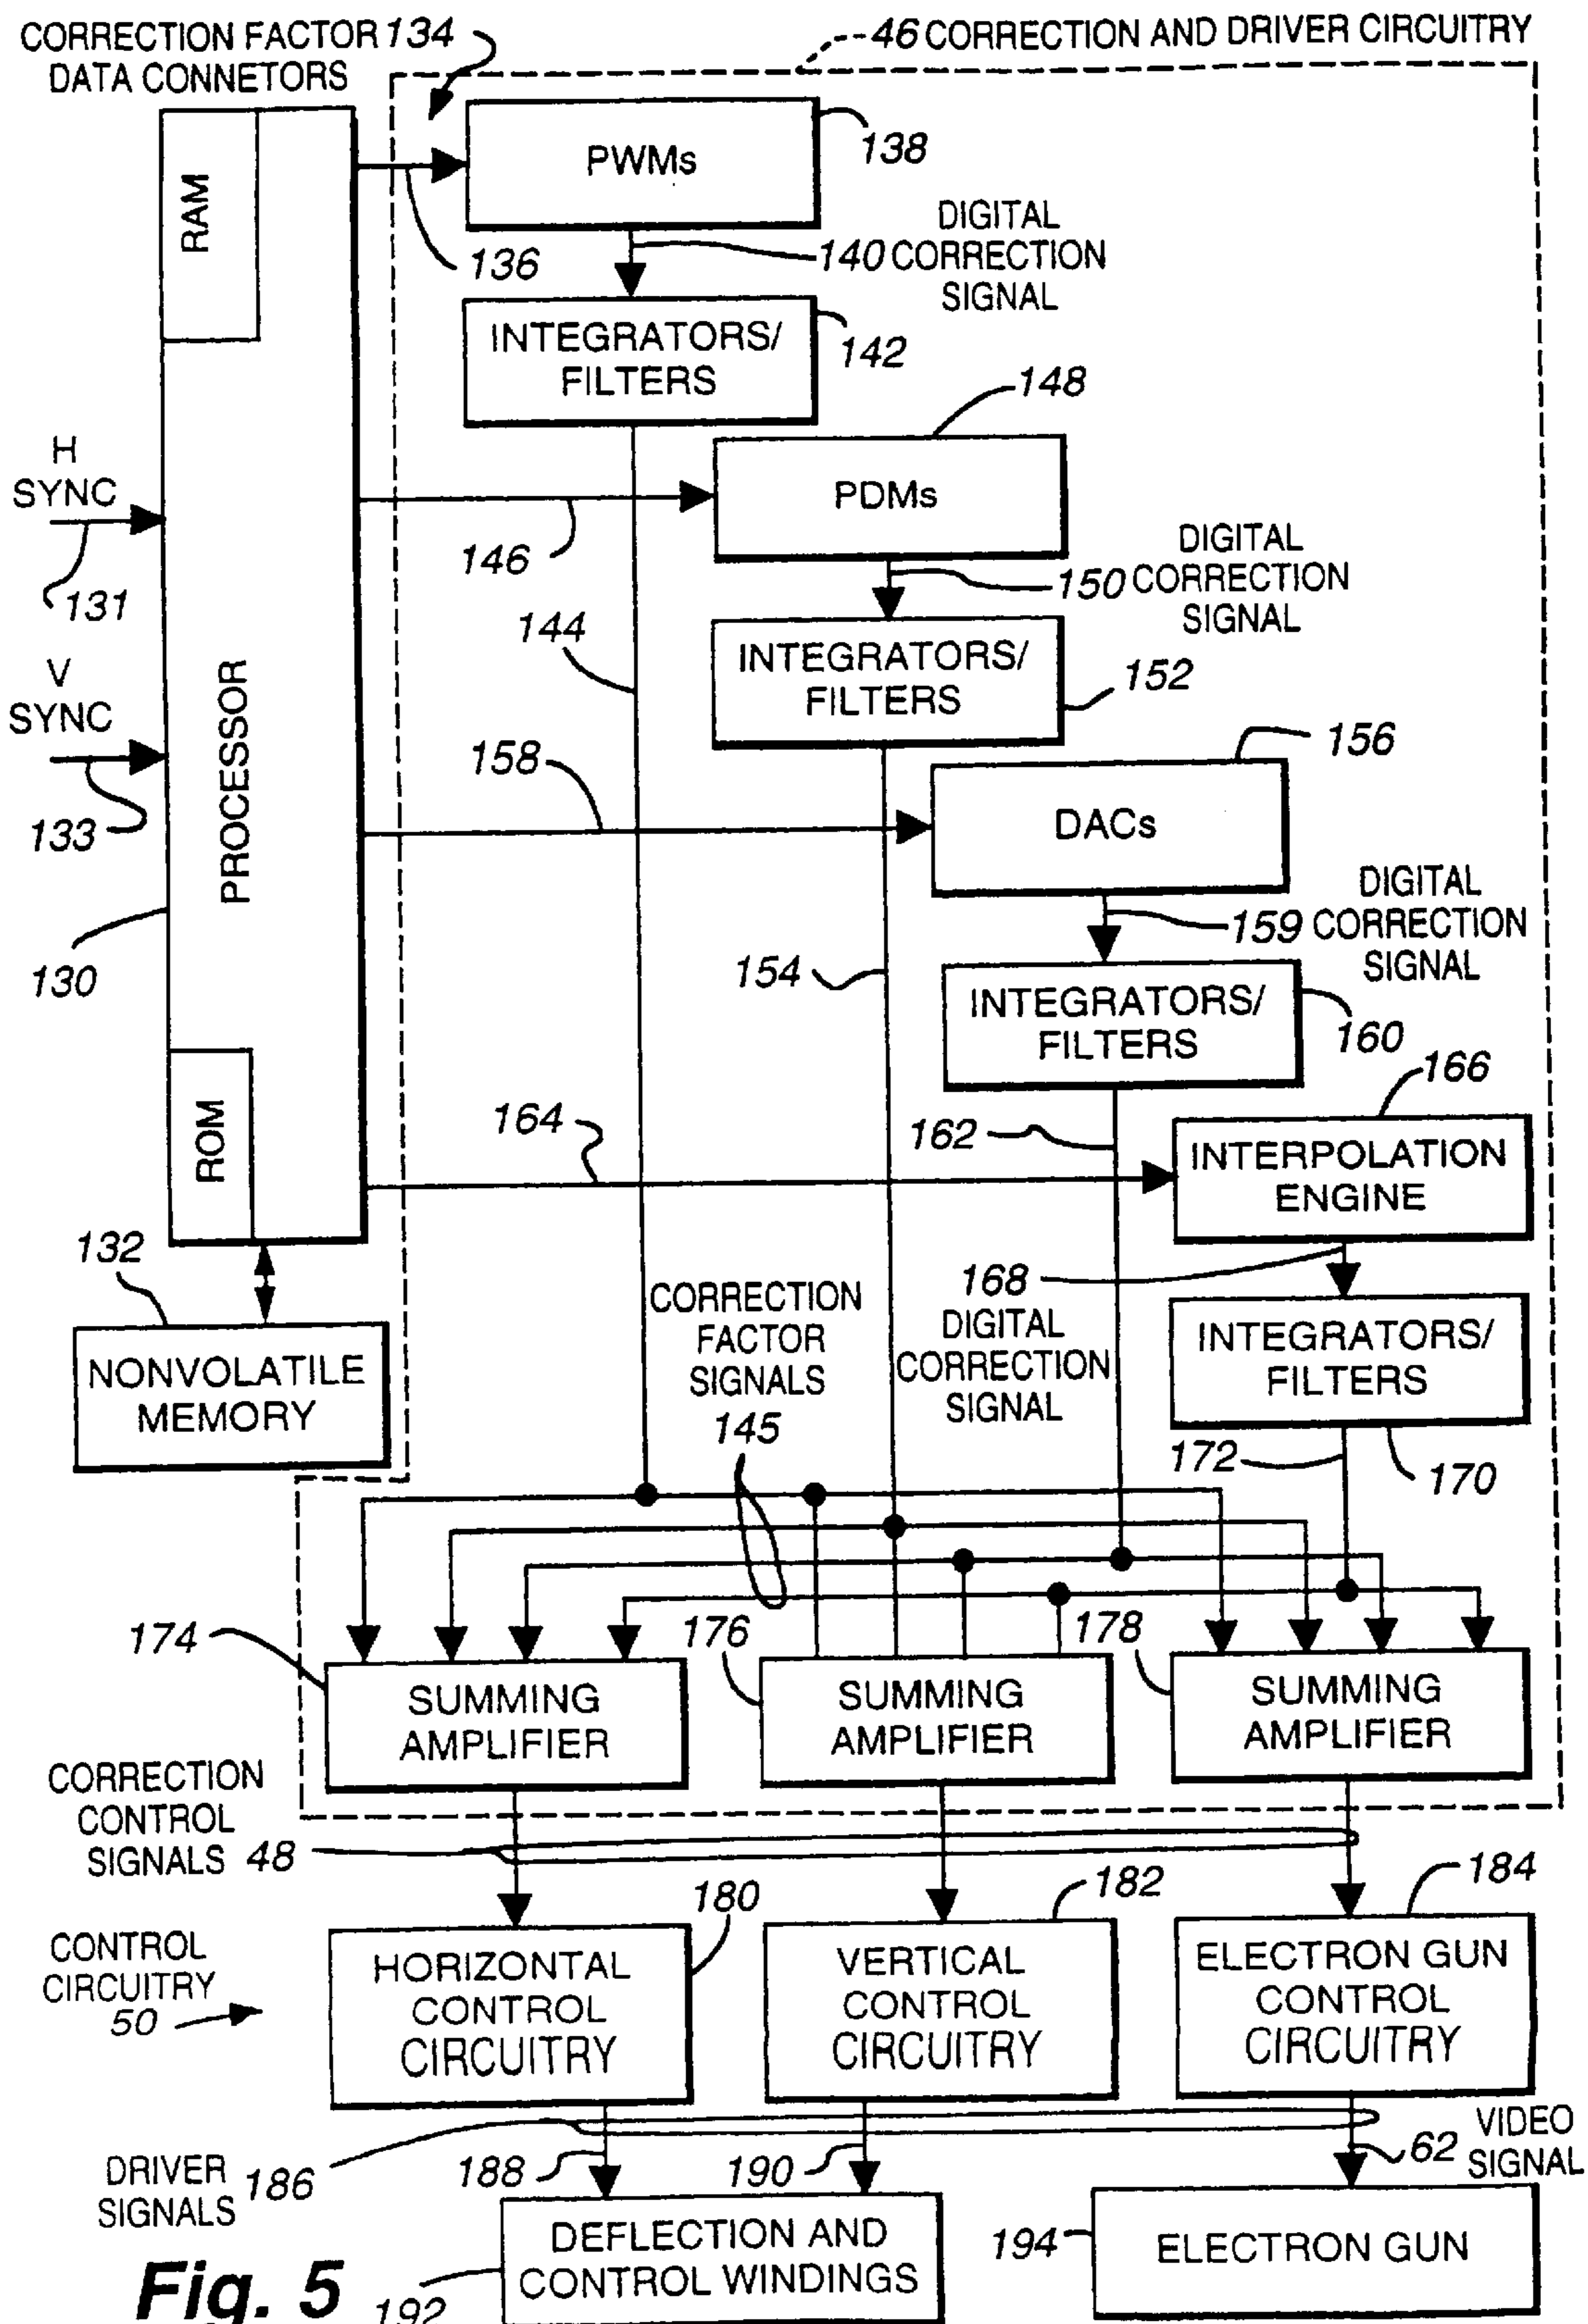 CORRECTION FACTOR 134
DATA CONNETORS
46 CORRECTION AND DRIVER CIRCUITRY
RAM
PWMs
138
136
DIGITAL
140 CORRECTION
SIGNAL
INTEGRATORS/
FILTERS
142
148
H
SYNC
131
PDMs
146
DIGITAL
150 CORRECTION
SIGNAL
144
INTEGRATORS/
FILTERS
152
V
SYNC
133
PROCESSOR
130
158
156
DACs
DIGITAL
159 CORRECTION
SIGNAL
154
INTEGRATORS/
FILTERS
160
166
ROM
164
162
INTERPOLATION
ENGINE
132
NONVOLATILE
MEMORY
168
DIGITAL
CORRECTION
SIGNAL
CORRECTION
FACTOR
SIGNALS
145
INTEGRATORS/
FILTERS
172
170
174
176
178
SUMMING
AMPLIFIER
SUMMING
AMPLIFIER
SUMMING
AMPLIFIER
CORRECTION
CONTROL
SIGNALS 48
180
182
184
CONTROL
CIRCUITRY
50
HORIZONTAL
CONTROL
CIRCUITRY
VERTICAL
CONTROL
CIRCUITRY
ELECTRON GUN
CONTROL
CIRCUITRY
DRIVER
SIGNALS 186
188
190
62
VIDEO
SIGNAL
DEFLECTION AND
CONTROL WINDINGS
192
194
ELECTRON GUN
Fig. 5